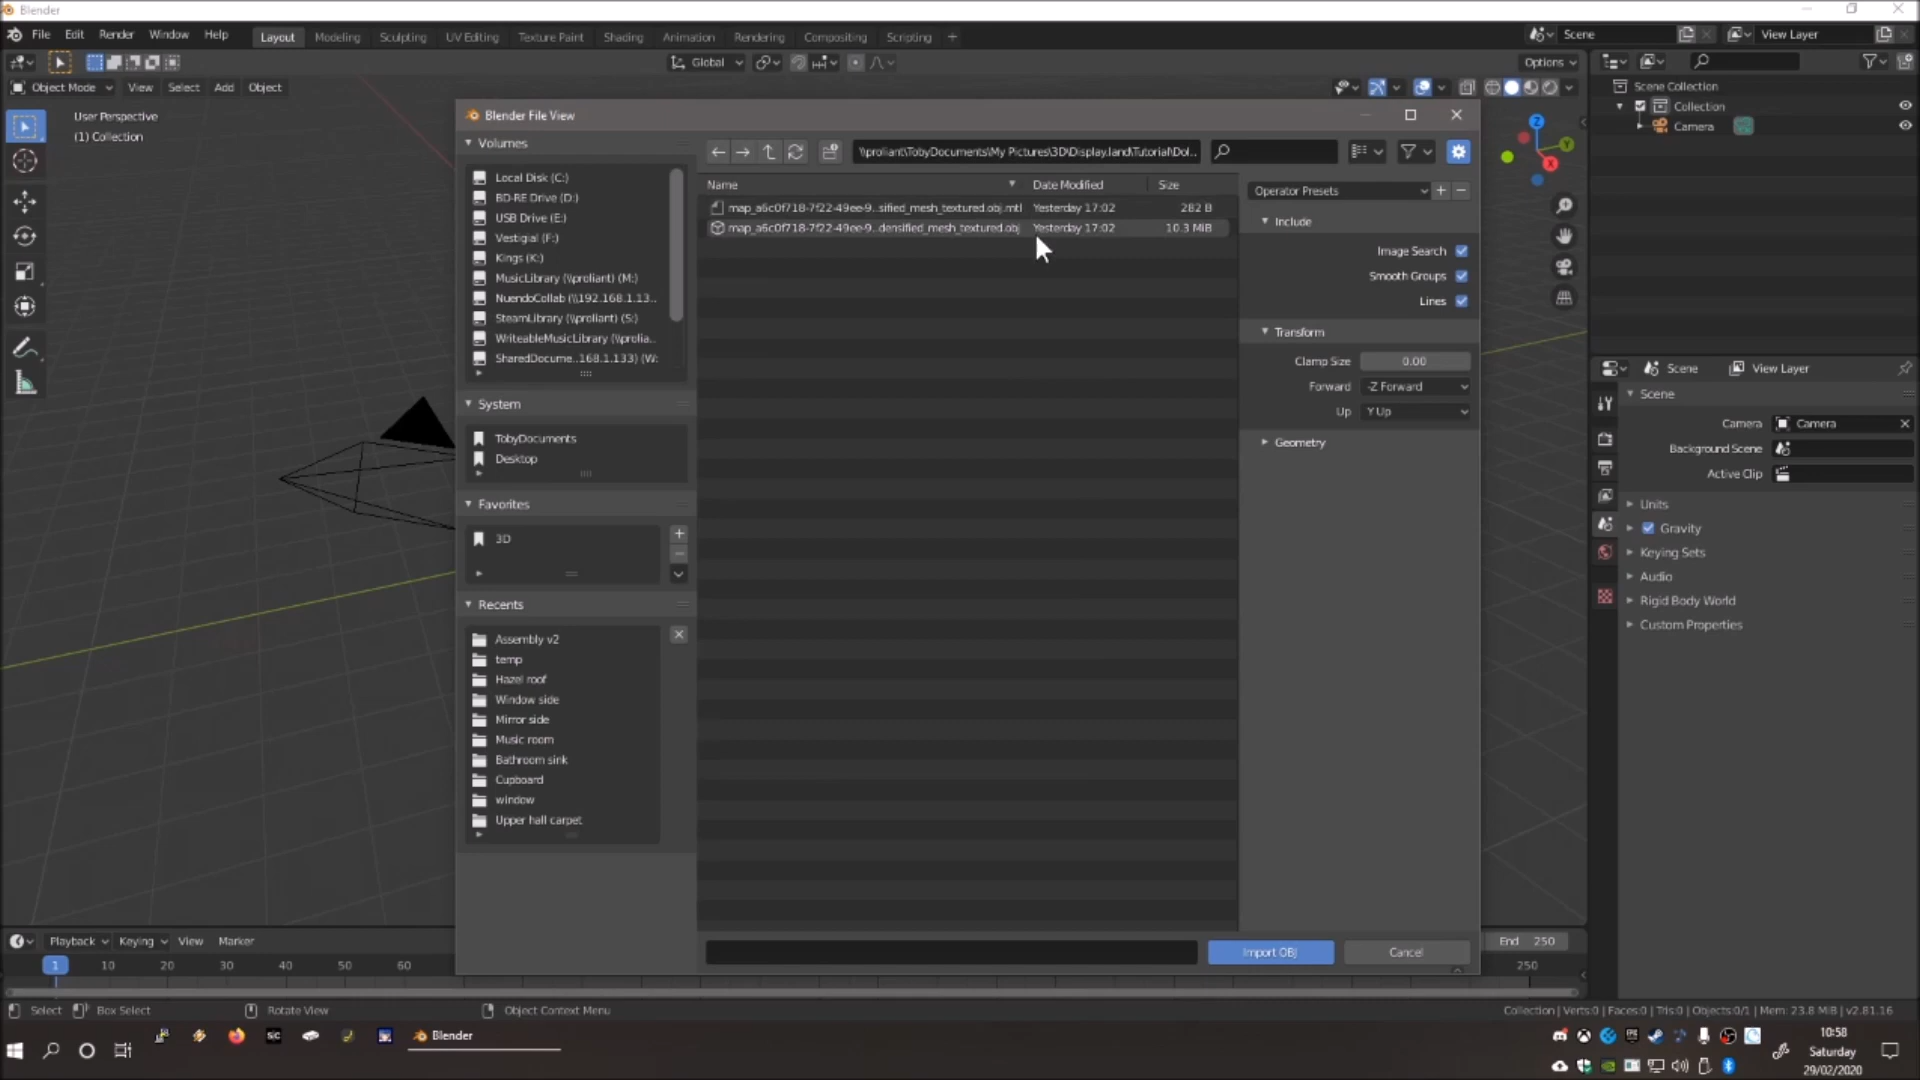 Blender
File Edit Render Window Help
Layout Modeling Sculpting UV Editing Texture Paint Shading Animation Rendering Compositing Scripting +
Scene
View Layer
Global
Options
Object Mode View Select Add Object
User Perspective
(1) Collection
Scene Collection
Collection
Camera
Z
Y
X
Blender File View
Volumes
Local Disk (C:)
BD-RE Drive (D:)
USB Drive (E:)
Vestigial (F:)
Kings (K:)
MusicLibrary (\\proliant) (M:)
NuendoCollab (\\192.168.1.13..
SteamLibrary (\\proliant) (S:)
WriteableMusicLibrary (\\prolia..
SharedDocume..168.1.133) (W:
System
TobyDocuments
Desktop
Favorites
3D
Recents
Assembly v2
temp
Hazel roof
Window side
Mirror side
Music room
Bathroom sink
Cupboard
window
Upper hall carpet
\\proliant\TobyDocuments\My Pictures\3D\Display.land\Tutorial\Dol..
Name Date Modified Size
map_a6c0f718-7f22-49ee-9..sified_mesh_textured.obj.mtl Yesterday 17:02 282 B
map_a6c0f718-7f22-49ee-9..densified_mesh_textured.obj Yesterday 17:02 10.3 MiB
Operator Presets
Include
Image Search
Smooth Groups
Lines
Transform
Clamp Size 0.00
Forward -Z Forward
Up Y Up
Geometry
Import OBJ
Cancel
Scene View Layer
Scene
Camera Camera
Background Scene
Active Clip
Units
Gravity
Keying Sets
Audio
Rigid Body World
Custom Properties
Playback Keying View Marker
End 250
1 10 20 30 40 50 60 250
Select Box Select Rotate View Object Context Menu
Collection | Verts:0 | Faces:0 | Tris:0 | Objects:0/1 | Mem: 23.8 MiB | v2.81.16
Blender
10:58
Saturday
29/02/2020